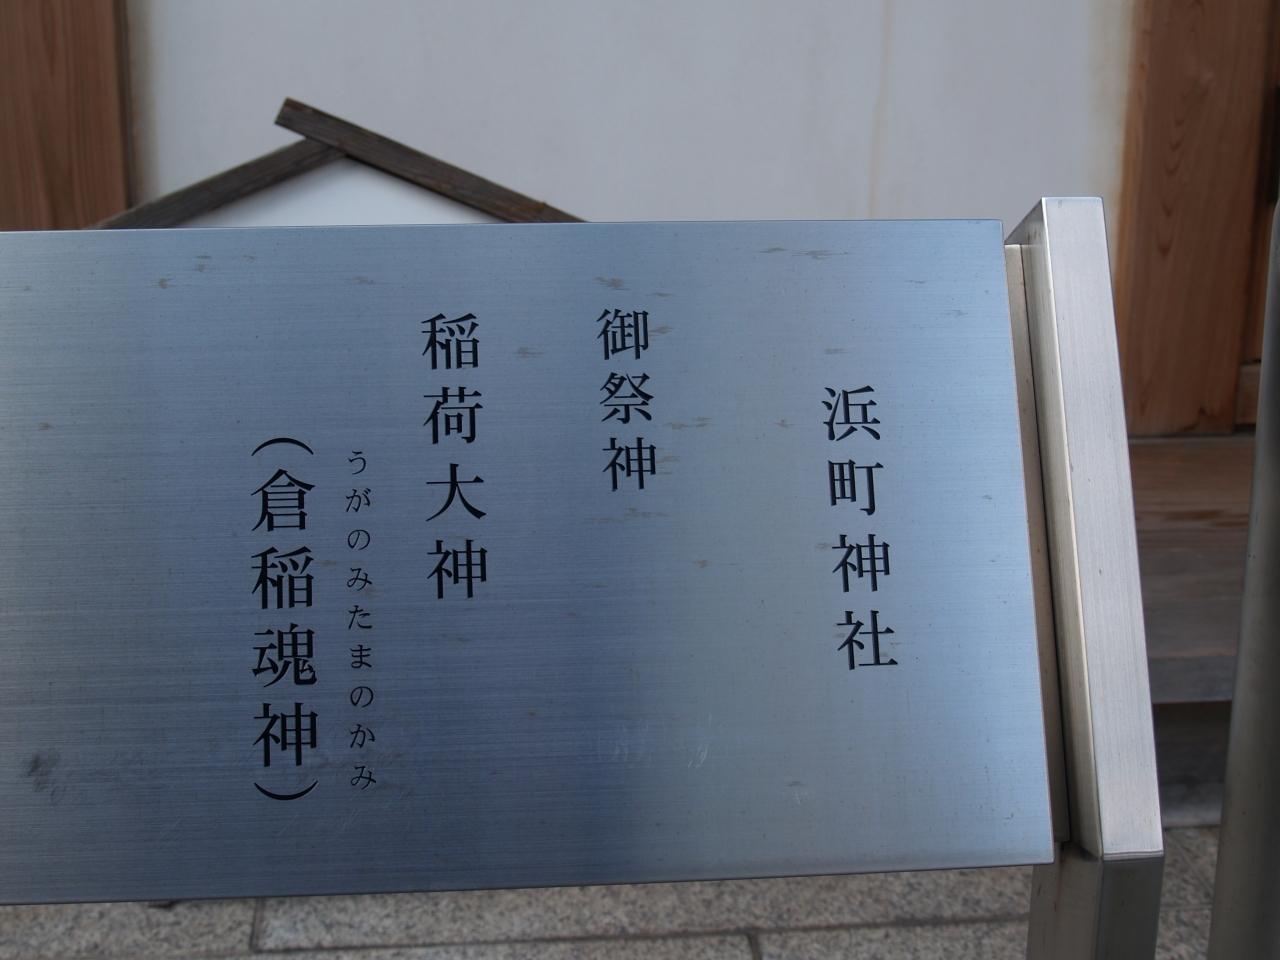 浜町神社
御祭神
稲荷大神
うがのみたまのかみ
（倉稲魂神）